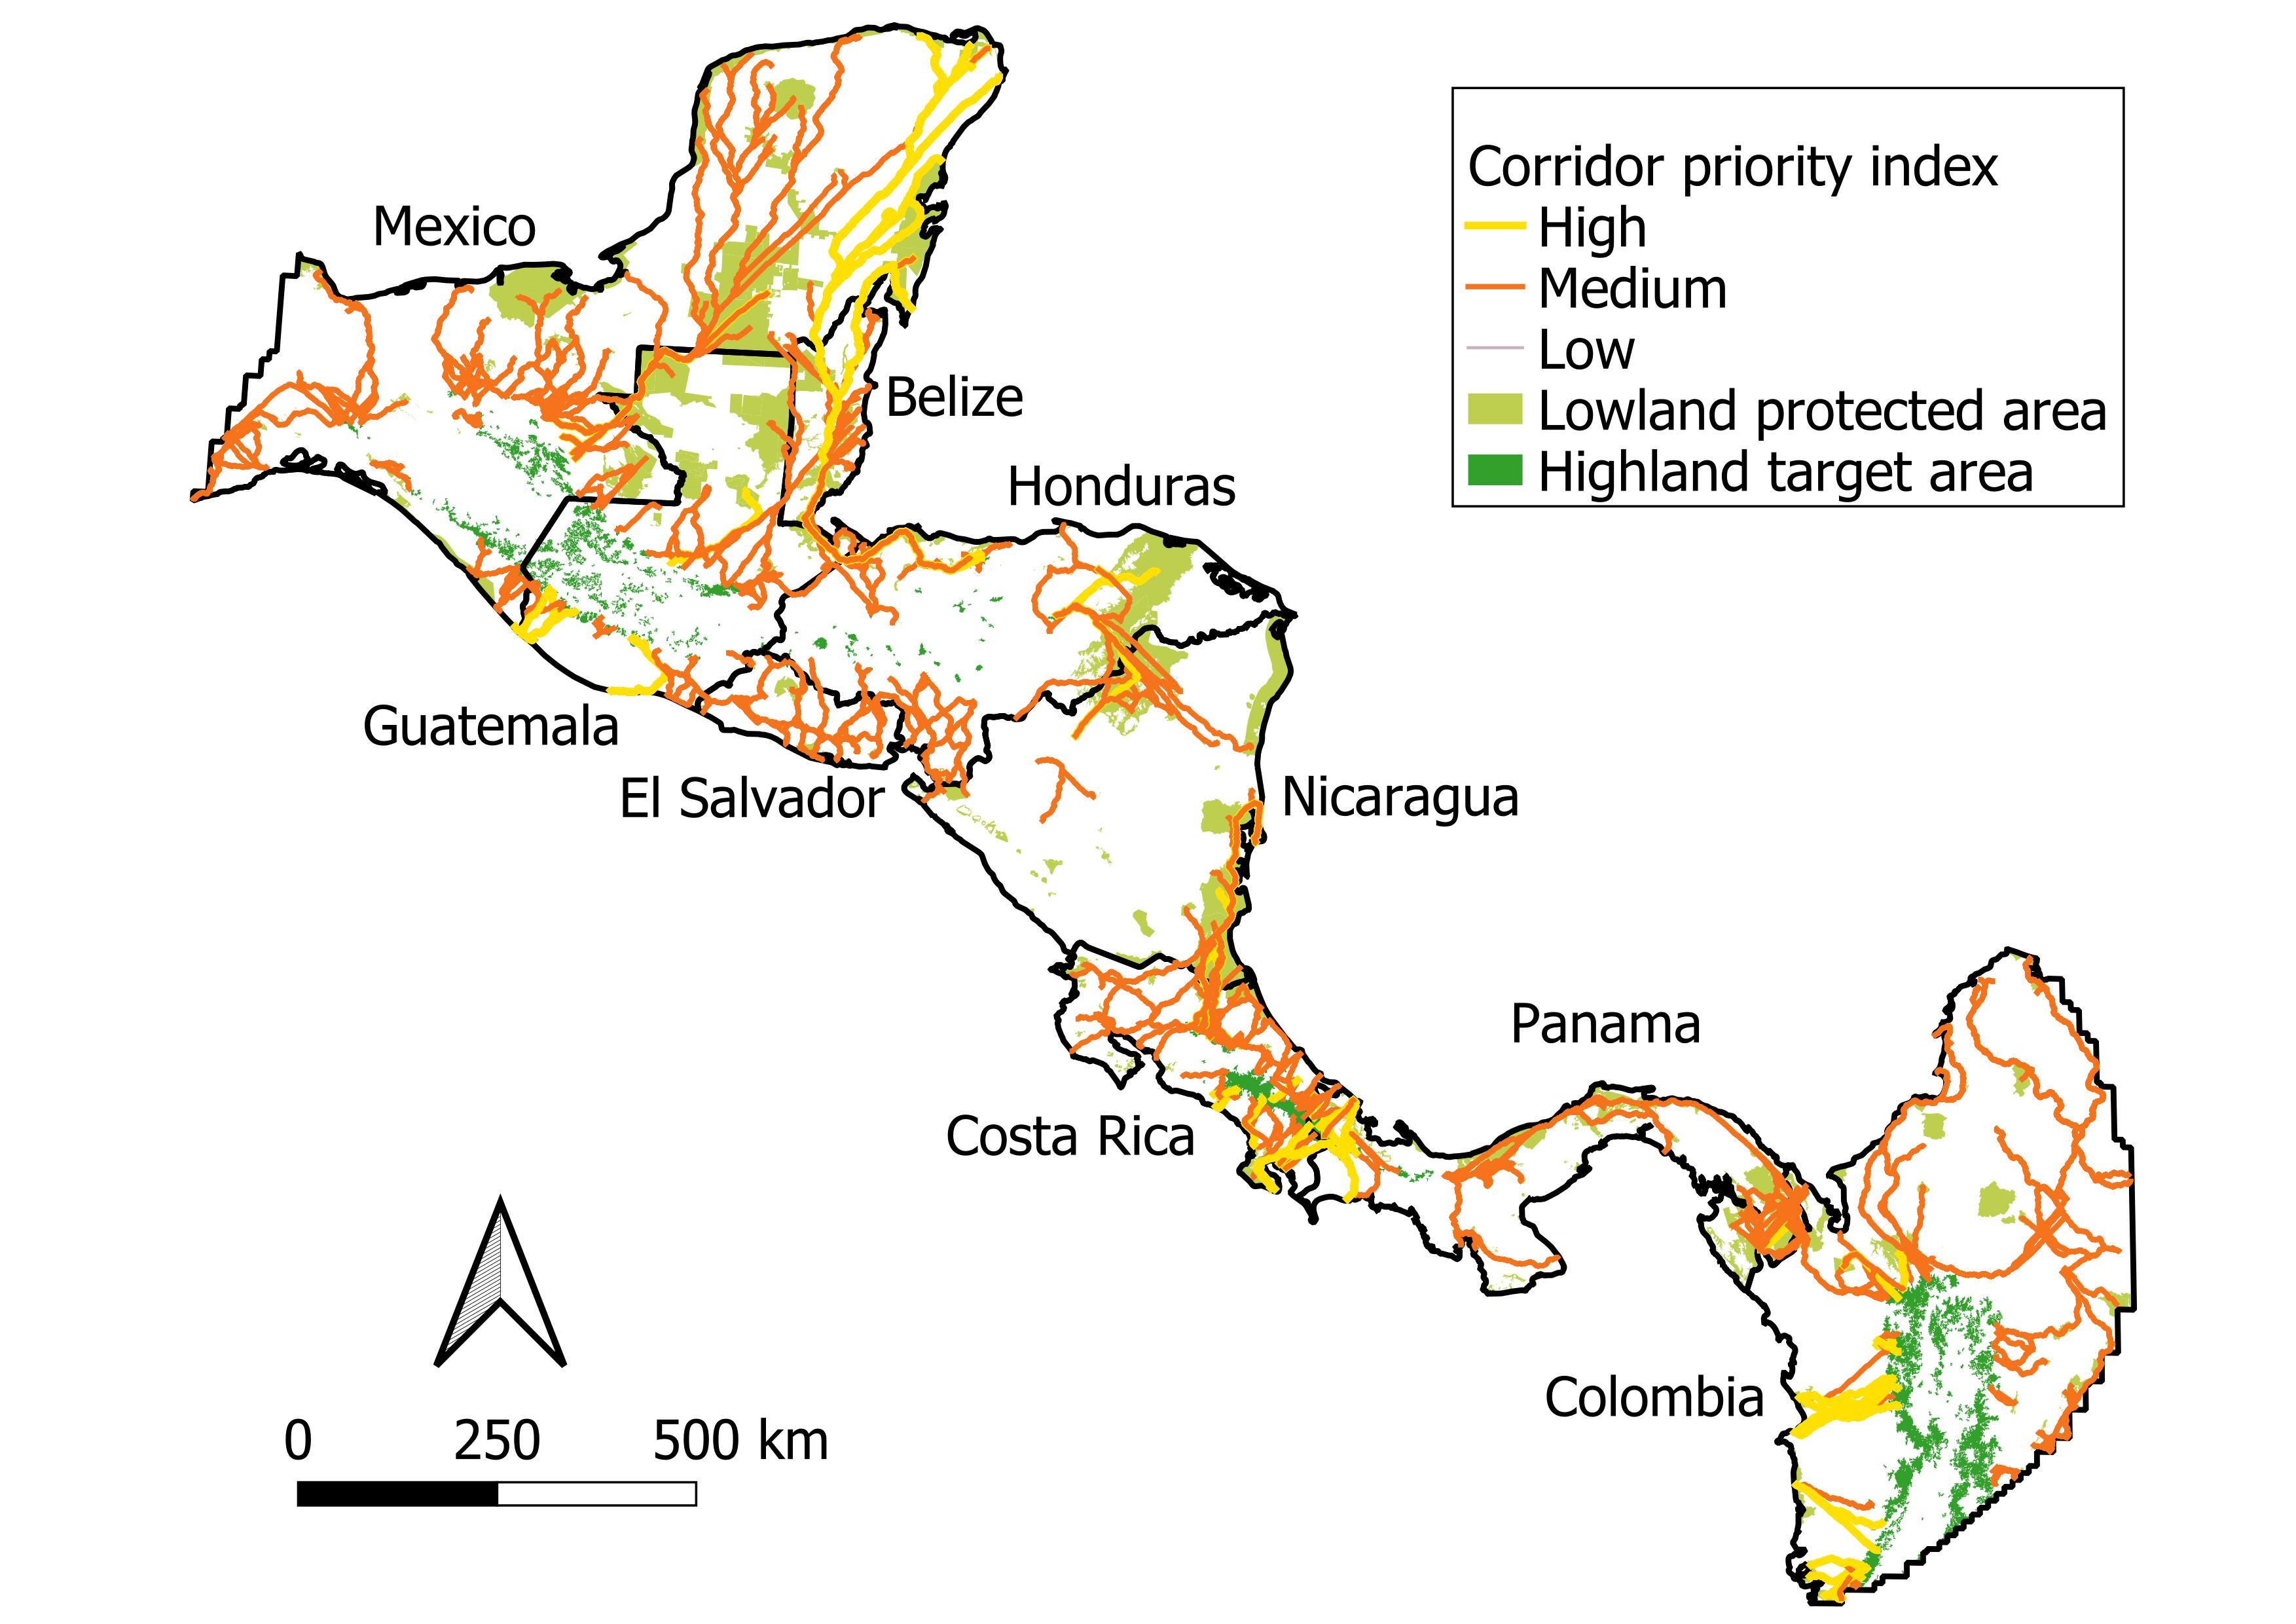 Corridor priority index
High
Medium
Low
Lowland protected area
Highland target area
Mexico
Belize
Honduras
Guatemala
El Salvador
Nicaragua
Costa Rica
Panama
Colombia
0 250 500 km